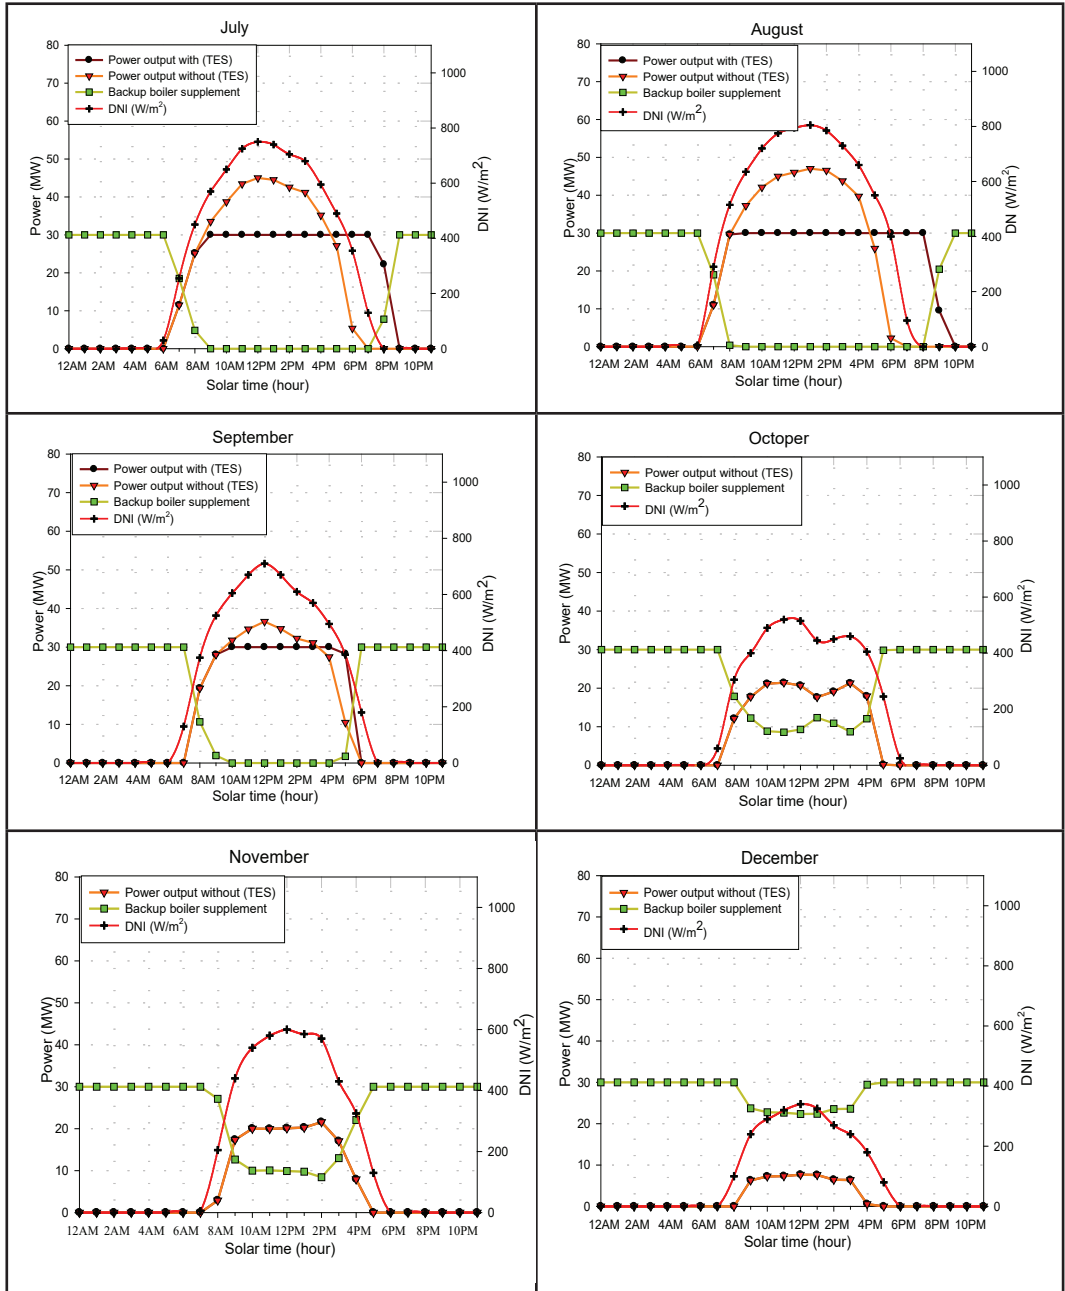 July
Power output with (TES)
Power output without (TES)
Backup boiler supplement
DNI (W/m2)
80
70
60
50
40
30
20
10
0
Power (MW)
1000
800
600
400
200
0
DNI (W/m2)
12AM 2AM 4AM 6AM 8AM 10AM 12PM 2PM 4PM 6PM 8PM 10PM
Solar time (hour)
August
Power output with (TES)
Power output without (TES)
Backup boiler supplement
DNI (W/m2)
80
70
60
50
40
30
20
10
0
Power (MW)
1000
800
600
400
200
0
DN (W/m2)
12AM 2AM 4AM 6AM 8AM 10AM 12PM 2PM 4PM 6PM 8PM 10PM
Solar time (hour)
September
Power output with (TES)
Power output without (TES)
Backup boiler supplement
DNI (W/m2)
80
70
60
50
40
30
20
10
0
Power (MW)
1000
800
600
400
200
0
DNI (W/m2)
12AM 2AM 4AM 6AM 8AM 10AM 12PM 2PM 4PM 6PM 8PM 10PM
Solar time (hour)
Octoper
Power output without (TES)
Backup boiler supplement
DNI (W/m2)
80
70
60
50
40
30
20
10
0
Power (MW)
1000
800
600
400
200
0
DNI (W/m2)
12AM 2AM 4AM 6AM 8AM 10AM 12PM 2PM 4PM 6PM 8PM 10PM
Solar time (hour)
November
Power output without (TES)
Backup boiler supplement
DNI (W/m2)
80
70
60
50
40
30
20
10
0
Power (MW)
1000
800
600
400
200
0
DNI (W/m2)
12AM 2AM 4AM 6AM 8AM 10AM 12PM 2PM 4PM 6PM 8PM 10PM
Solar time (hour)
December
Power output without (TES)
Backup boiler supplement
DNI (W/m2)
80
70
60
50
40
30
20
10
0
Power (MW)
1000
800
600
400
200
0
DNI (W/m2)
12AM 2AM 4AM 6AM 8AM 10AM 12PM 2PM 4PM 6PM 8PM 10PM
Solar time (hour)